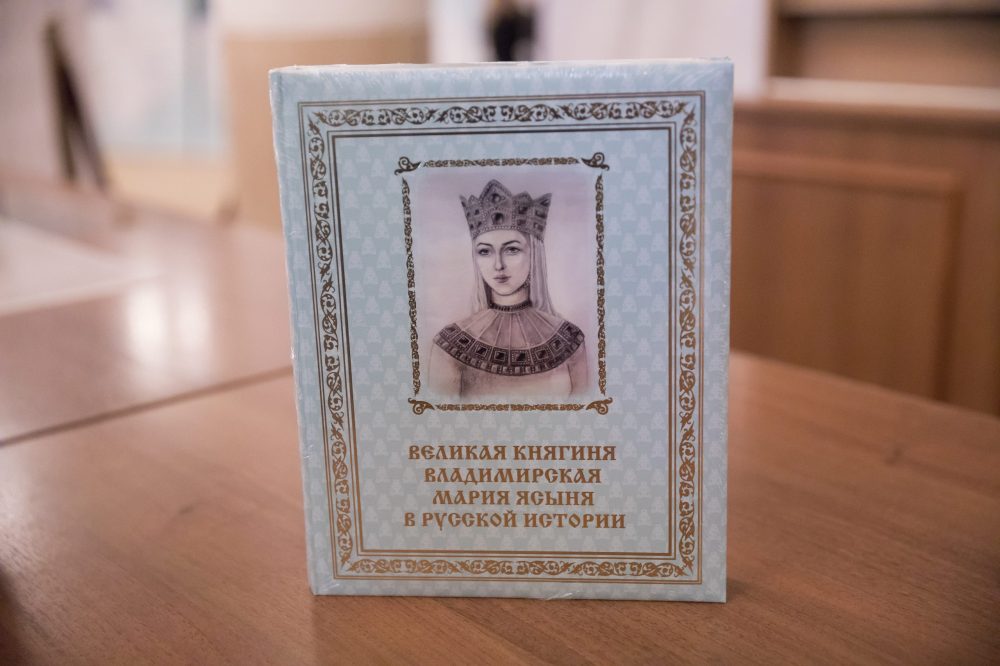 ВЕЛИКАЯ КНЯГИНЯ
ВЛАДИМИРСКАЯ
МАРИЯ ЯСЫНЯ
В РУССКОЙ ИСТОРИИ